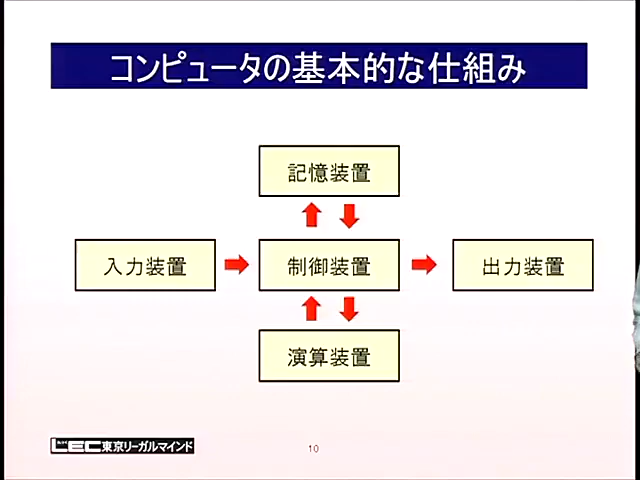 コンピュータの基本的な仕組み
記憶装置
入力装置
制御装置
出力装置
演算装置
LEC東京リーガルマインド
10